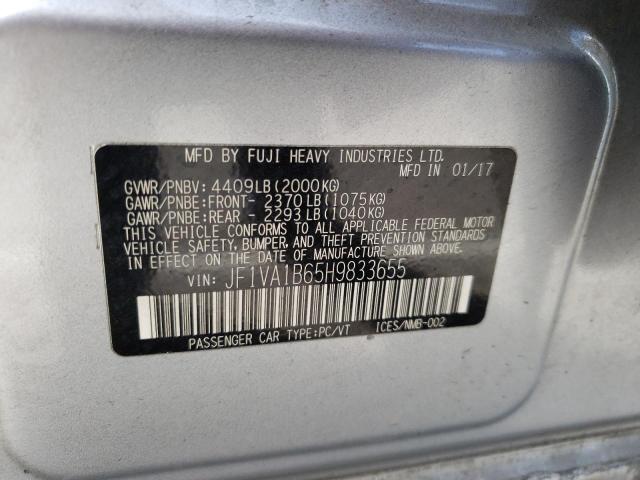 MFD BY FUJI HEAVY INDUSTRIES LTD.
MFD IN 01/17
GVWR/PNBV: 4409LB(2000KG)
GAWR/PNBE:FRONT- 2370LB(1075KG)
GAWR/PNBE:REAR - 2293LB(1040KG)
THIS VEHICLE CONFORMS TO ALL APPLICABLE FEDERAL MOTOR
VEHICLE SAFETY, BUMPER, AND THEFT PREVENTION STANDARDS
IN EFFECT ON THE DATE OF MANUFACTURE SHOWN ABOVE.
VIN: JF1VA1B65H9833655
PASSENGER CAR TYPE:PC/VT ICES/NMB-002